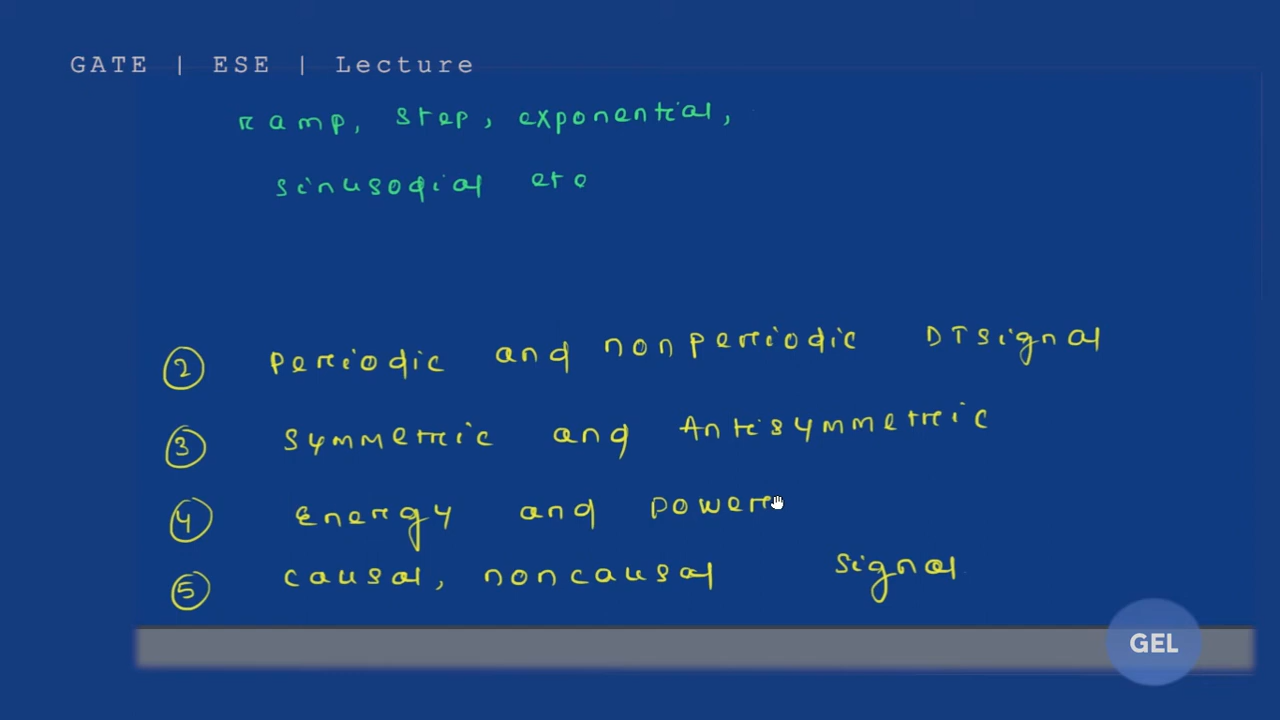 GATE | ESE | Lecture
ramp, step, exponential,
sinusodial etc
② periodic and nonperiodic DTsignal
③ symmetric and Antisymmetric
④ Energy and power
⑤ causal, noncausal signal
GEL